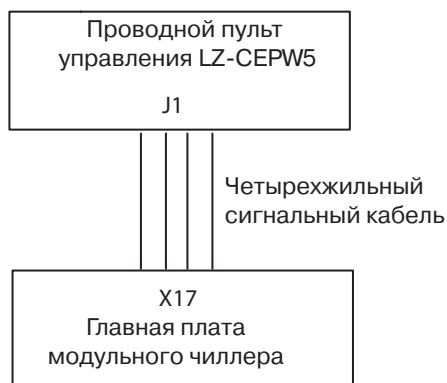 Проводной пульт
управления LZ-CEPW5
J1
Четырехжильный
сигнальный кабель
X17
Главная плата
модульного чиллера